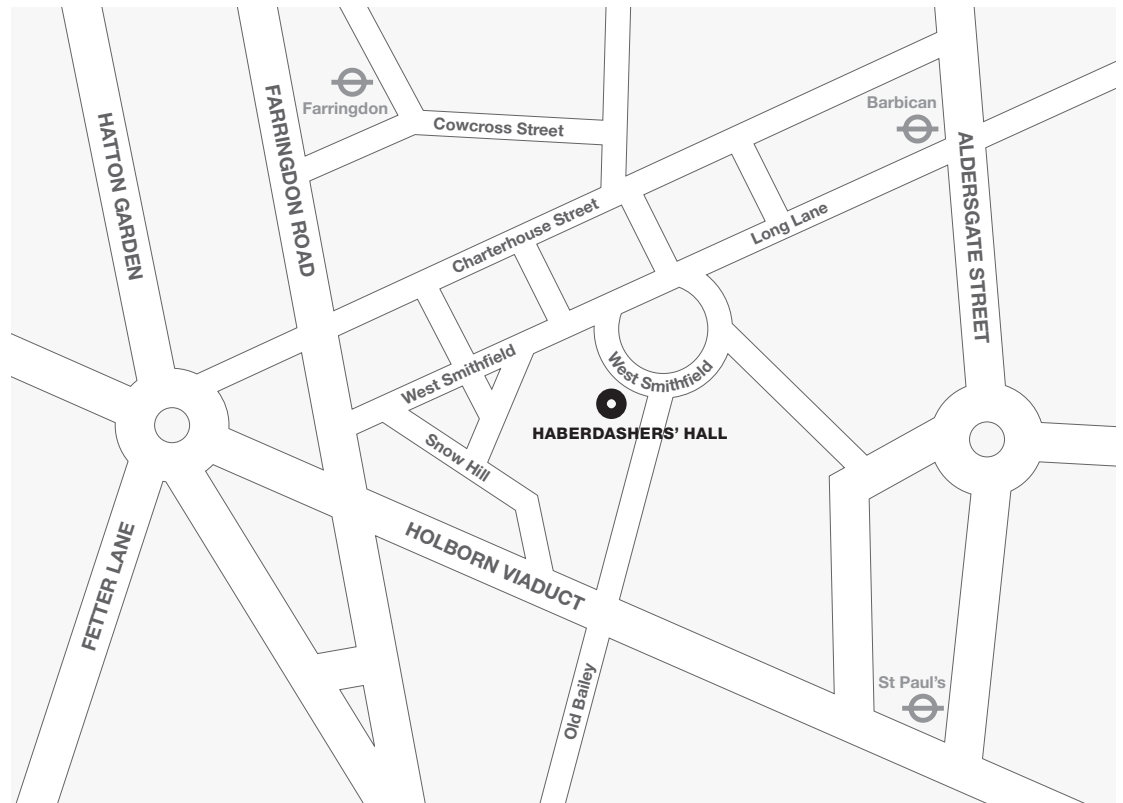 Farringdon
Barbican
Cowcross Street
HATTON GARDEN
FARRINGDON ROAD
ALDERSGATE STREET
Charterhouse Street
Long Lane
West Smithfield
West Smithfield
HABERDASHERS’ HALL
Snow Hill
HOLBORN VIADUCT
FETTER LANE
Old Bailey
St Paul’s